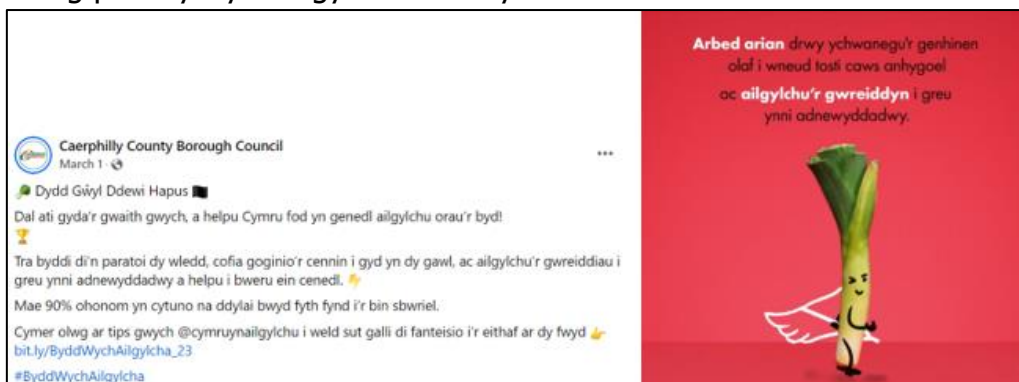 Caerphilly County Borough Council
March 1
Dydd Gŵyl Ddewi Hapus
Dal ati gyda'r gwaith gwych, a helpu Cymru fod yn genedl ailgylchu orau'r byd!
Tra byddi di'n paratoi dy wledd, cofia goginio'r cennin i gyd yn dy gawl, ac ailgylchu'r gwreiddiau i
greu ynni adnewyddadwy a helpu i bweru ein cenedl.
Mae 90% ohonom yn cytuno na ddylai bwyd fyth fynd i'r bin sbwriel.
Cymer olwg ar tips gwych @cymruynailgylchu i weld sut galli di fanteisio i'r eithaf ar dy fwyd
bit.ly/ByddWychAilgylcha_23
#ByddWychAilgylcha
Arbed arian drwy ychwanegu'r genhinen
olaf i wneud tosti caws anhygoel
ac ailgylchu'r gwreiddyn i greu
ynni adnewyddadwy.